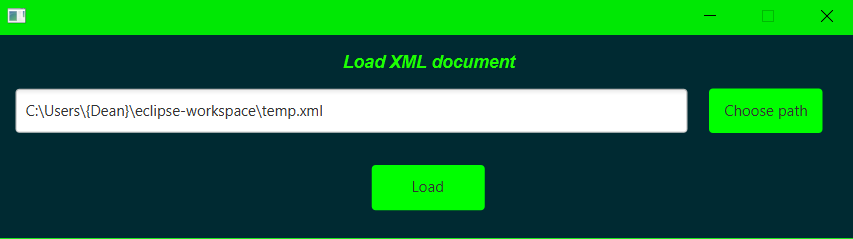 Load XML document
C:\Users\{Dean}\eclipse-workspace\temp.xml
Choose path
Load